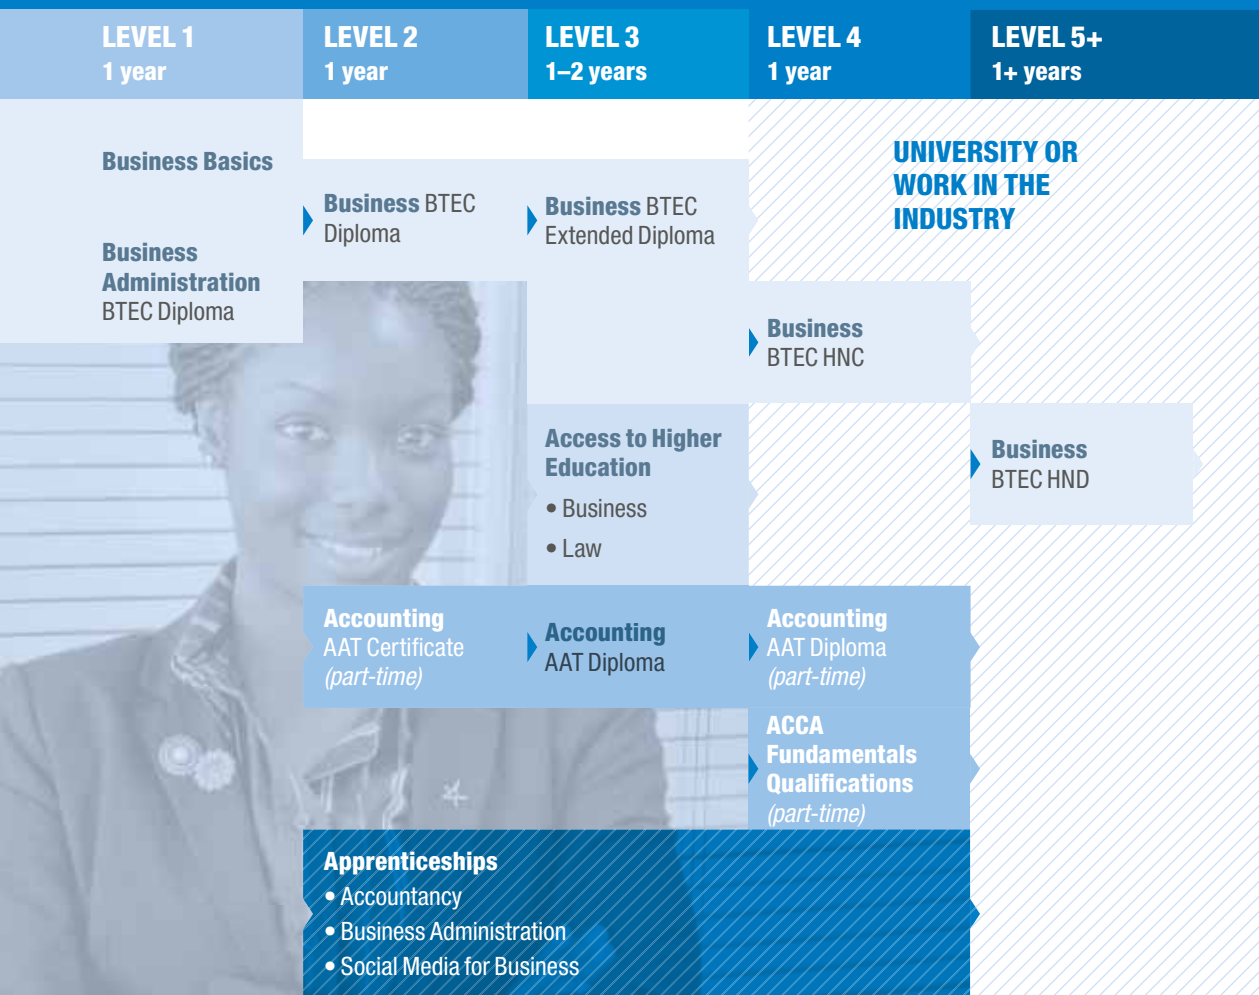 LEVEL 1
1 year
LEVEL 2
1 year
LEVEL 3
1–2 years
LEVEL 4
1 year
LEVEL 5+
1+ years
Business Basics
Business
Administration
BTEC Diploma
Business BTEC
Diploma
Business BTEC
Extended Diploma
UNIVERSITY OR
WORK IN THE
INDUSTRY
Business
BTEC HNC
Access to Higher
Education
• Business
• Law
Business
BTEC HND
Accounting
AAT Certificate
(part-time)
Accounting
AAT Diploma
Accounting
AAT Diploma
(part-time)
ACCA
Fundamentals
Qualifications
(part-time)
Apprenticeships
• Accountancy
• Business Administration
• Social Media for Business